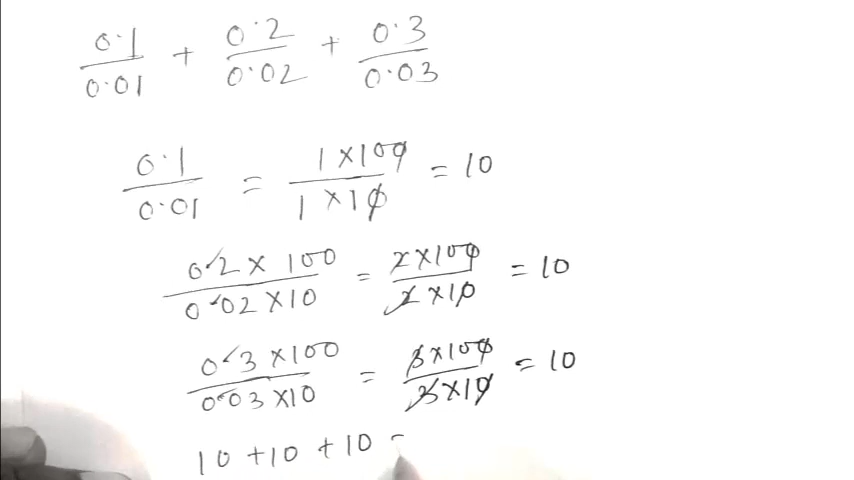 0.1/0.01 + 0.2/0.02 + 0.3/0.03
0.1/0.01 = 1×100/1×10 = 10
0.2 × 100/0.02 × 10 = 2×100/2×10 = 10
0.3 × 100/0.03 × 10 = 3×100/3×10 = 10
10 + 10 + 10 =